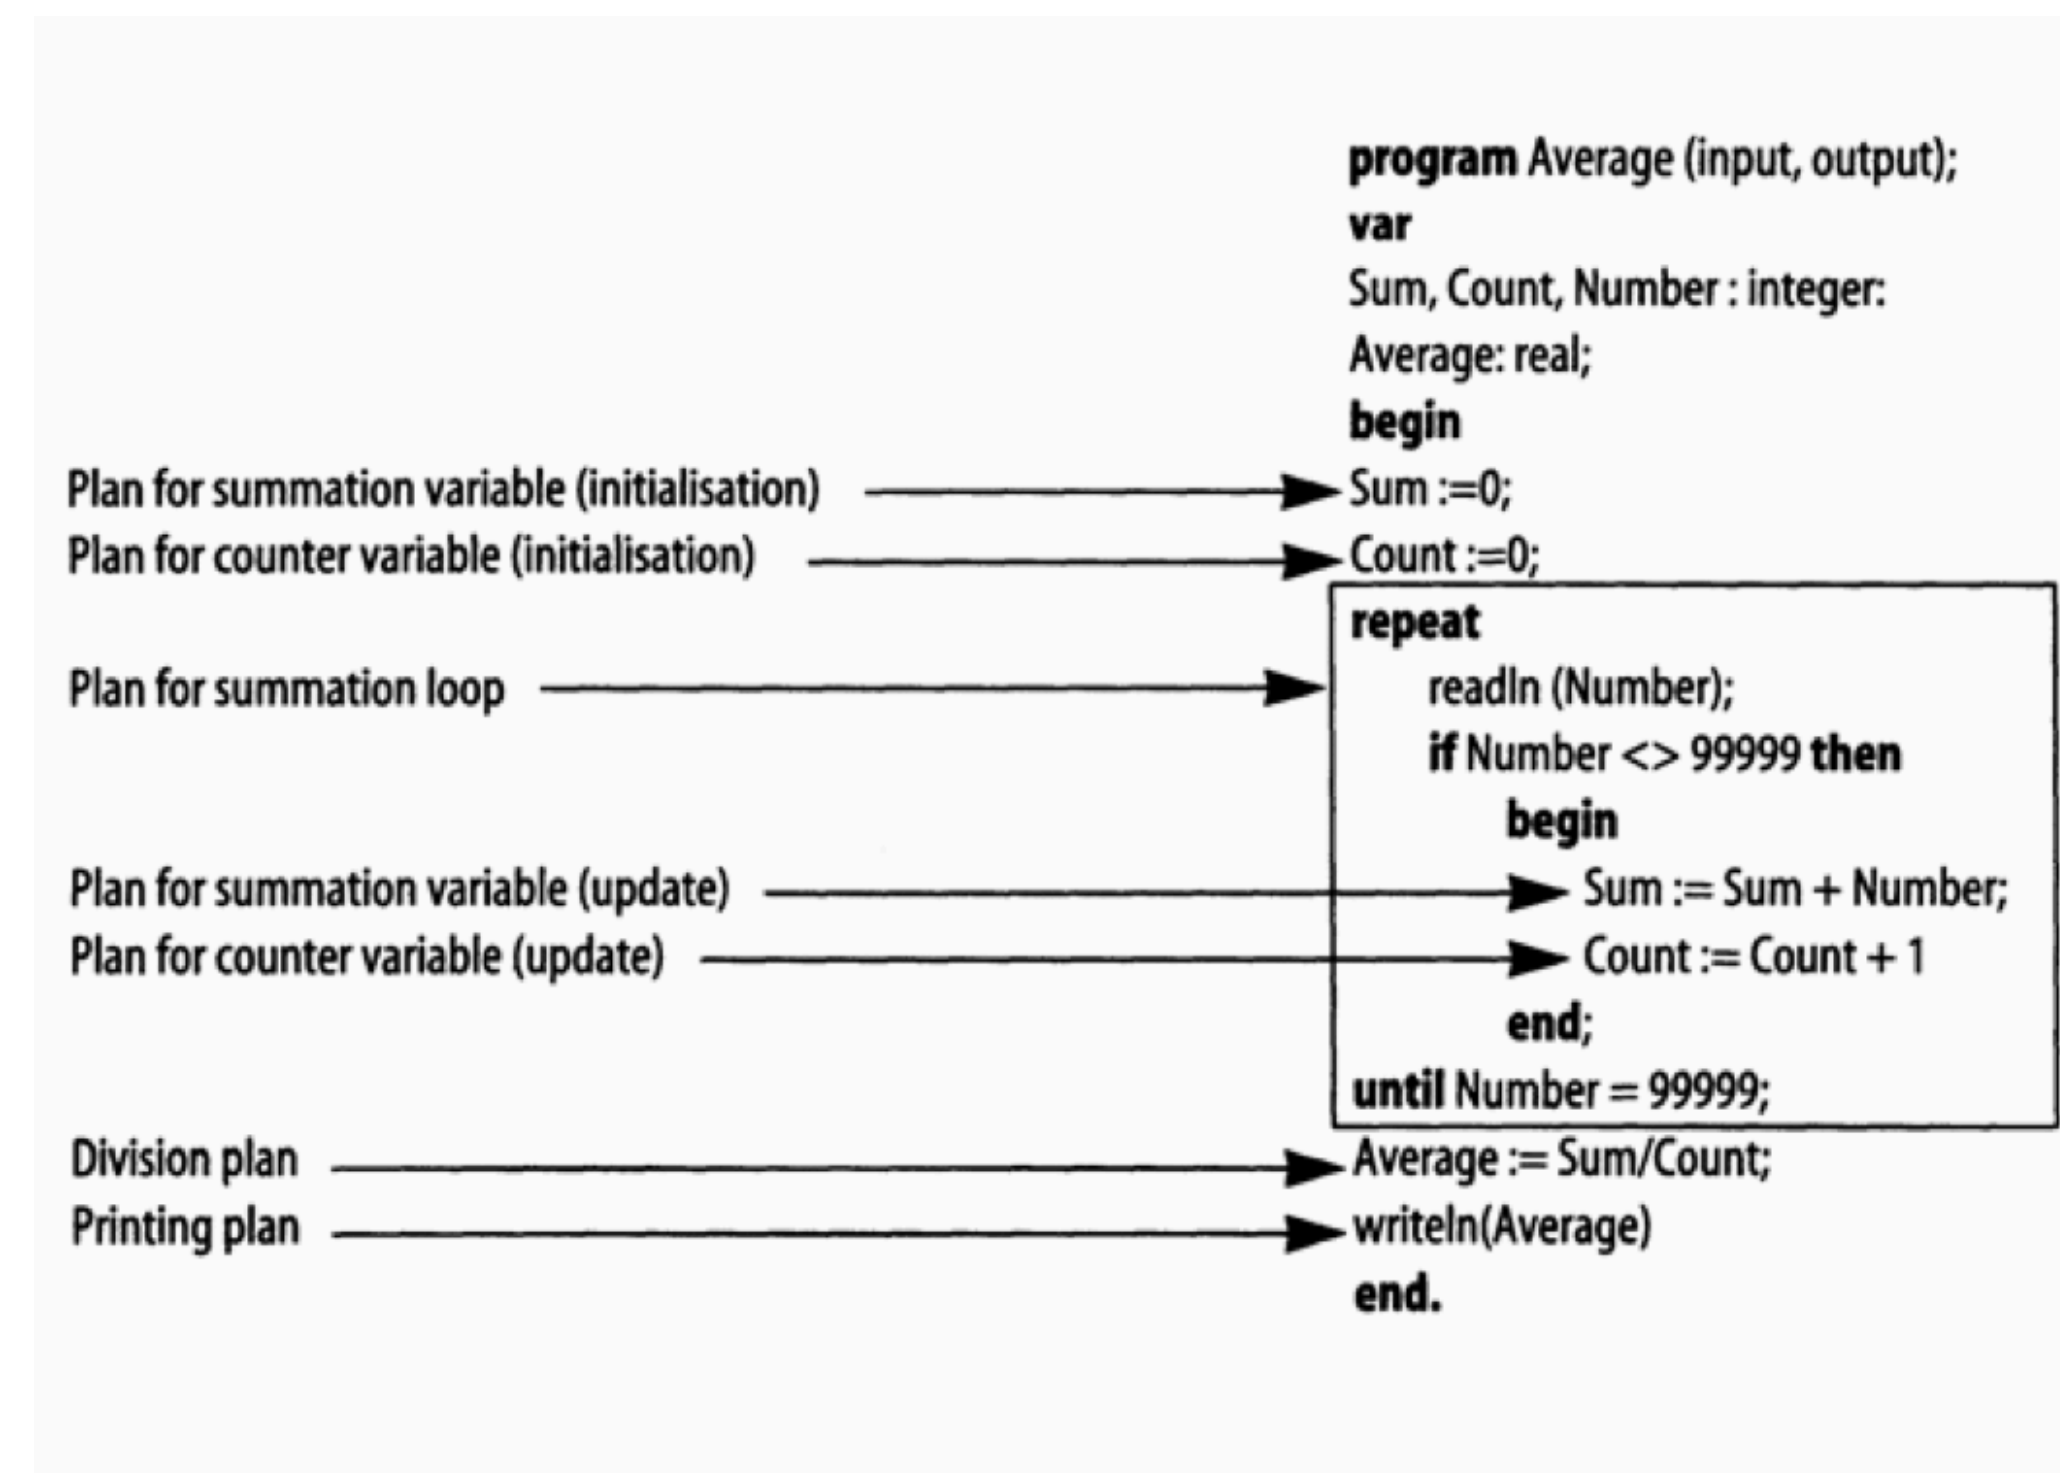 program Average (input, output);
var
Sum, Count, Number : integer:
Average: real;
begin
Plan for summation variable (initialisation) Sum :=0;
Plan for counter variable (initialisation) Count :=0;
repeat
Plan for summation loop readln (Number);
if Number <> 99999 then
begin
Plan for summation variable (update) Sum := Sum + Number;
Plan for counter variable (update) Count := Count + 1
end;
until Number = 99999;
Division plan Average := Sum/Count;
Printing plan writeln(Average)
end.